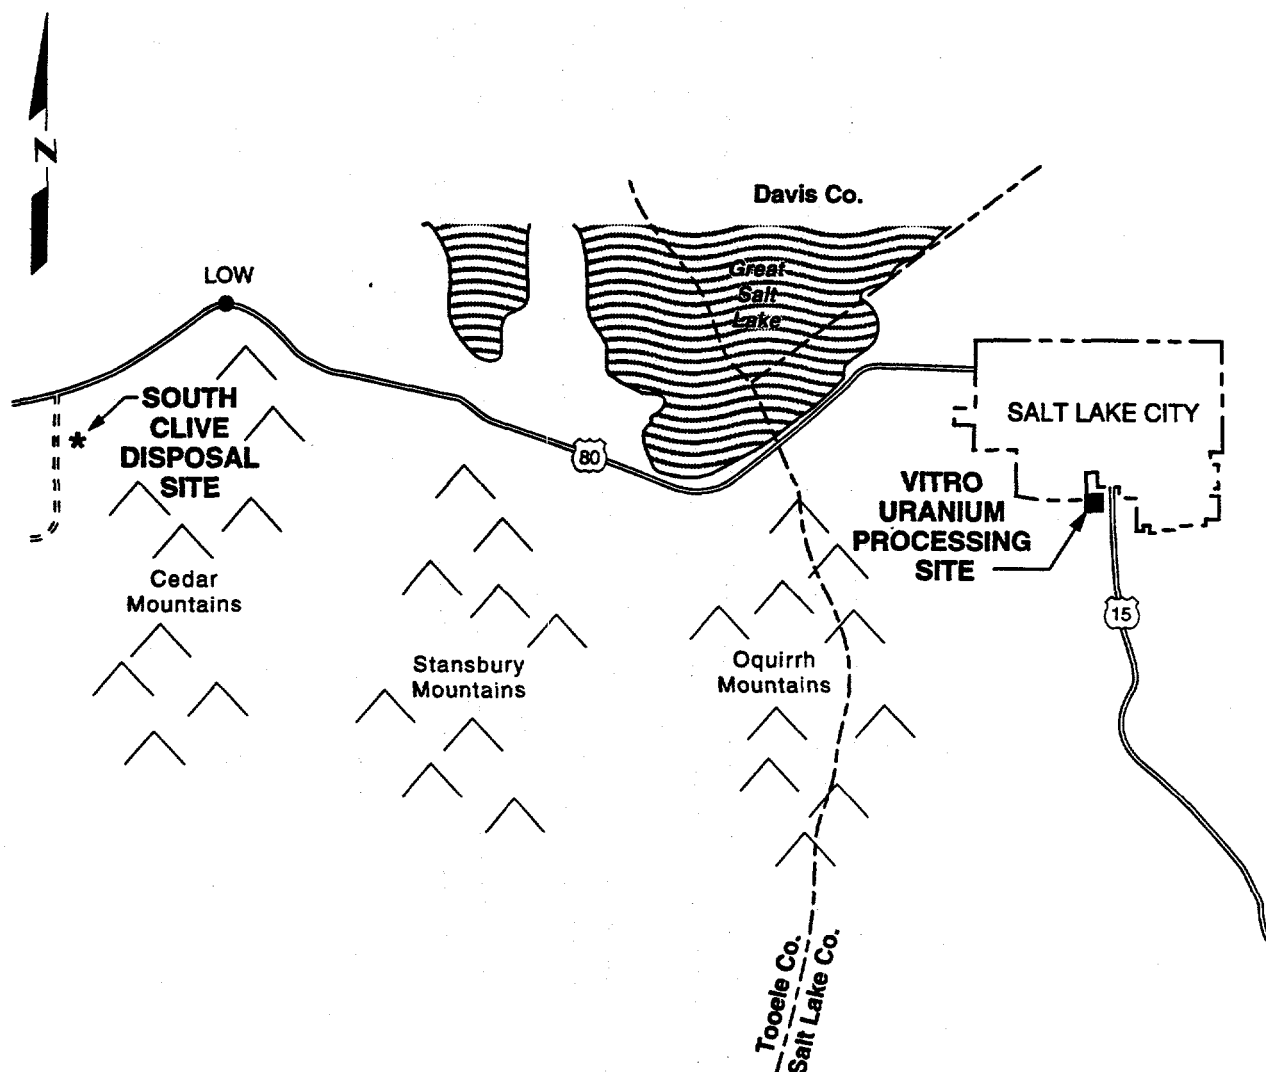 N
Davis Co.
Great
Salt
Lake
LOW
SOUTH
CLIVE
DISPOSAL
SITE
SALT LAKE CITY
80
VITRO
URANIUM
PROCESSING
SITE
Cedar
Mountains
15
Stansbury
Mountains
Oquirrh
Mountains
Tooele Co.
Salt Lake Co.